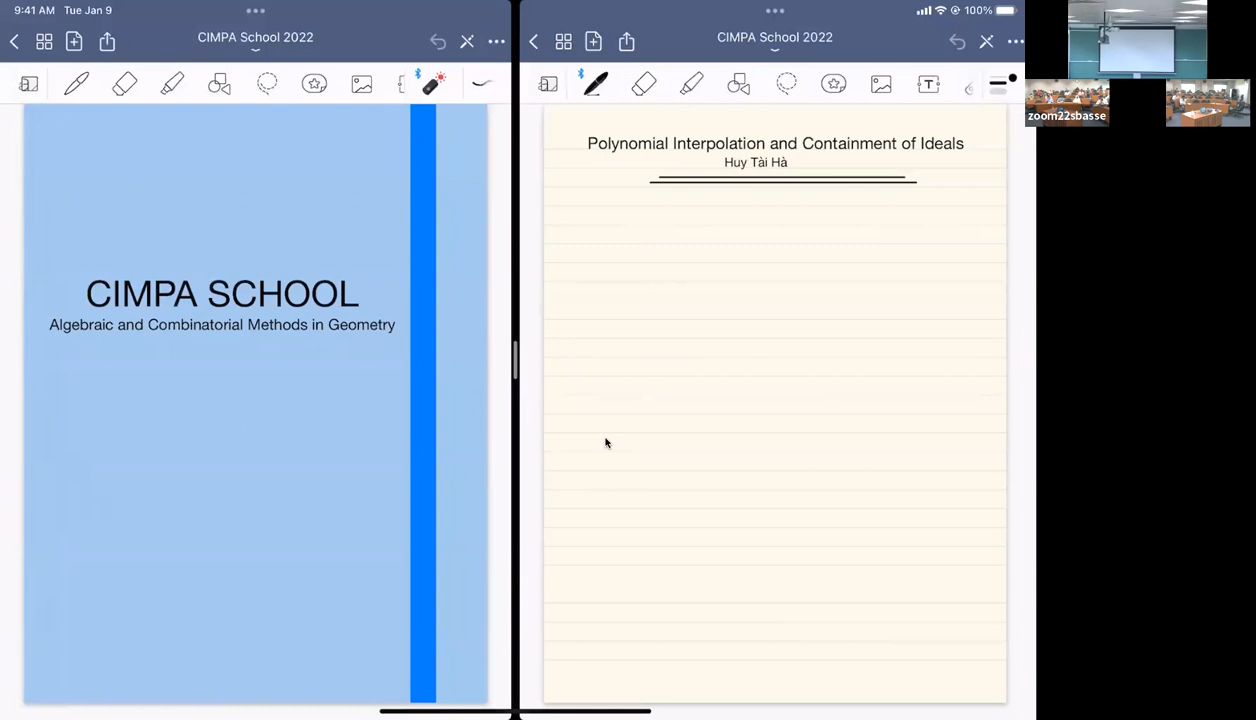 9:41 AM Tue Jan 9
CIMPA School 2022
CIMPA SCHOOL
Algebraic and Combinatorial Methods in Geometry
100%
CIMPA School 2022
T
Polynomial Interpolation and Containment of Ideals
Huy Tài Hà
zoom22sbasse